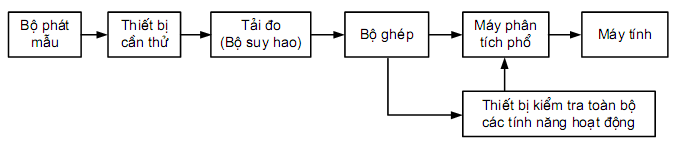 Bộ phát
mẫu
Thiết bị
cần thử
Tải đo
(Bộ suy hao)
Bộ ghép
Máy phân
tích phổ
Máy tính
Thiết bị kiểm tra toàn bộ
các tính năng hoạt động